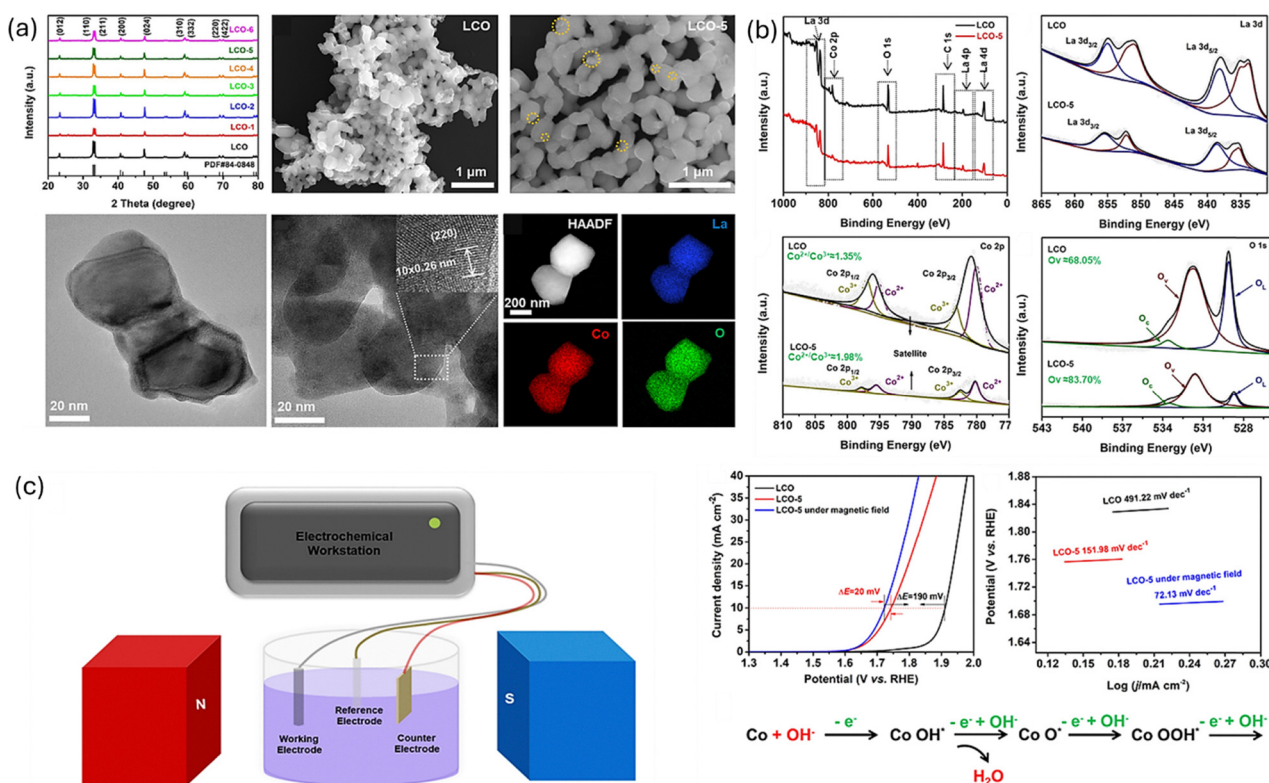 (a)
(012)
(110)
(211)
(200)
(024)
(310)
(332)
(220)
(422)
LCO-6
LCO-5
LCO-4
LCO-3
LCO-2
LCO-1
LCO
PDF#84-0848
Intensity (a.u.)
20 30 40 50 60 70 80
2 Theta (degree)
LCO
1 µm
LCO-5
1 µm
20 nm
(220)
10x0.26 nm
20 nm
HAADF
200 nm
La
Co
O
(b)
La 3d
Co 2p
O 1s
C 1s
La 4p
La 4d
LCO
LCO-5
Intensity (a.u.)
1000 800 600 400 200 0
Binding Energy (eV)
LCO
La 3d
La 3d3/2
La 3d5/2
LCO-5
La 3d3/2
La 3d5/2
Intensity (a.u.)
865 860 855 850 845 840 835
Binding Energy (eV)
LCO
Co 2p
Co²⁺/Co³⁺≈1.35%
Co 2p1/2
Co 2p3/2
Co³⁺
Co²⁺
Co³⁺
Co²⁺
LCO-5
Satellite
Co²⁺/Co³⁺≈1.98%
Co 2p1/2
Co 2p3/2
Co³⁺
Co²⁺
Co³⁺
Co²⁺
Intensity (a.u.)
810 805 800 795 790 785 780 77
Binding Energy (eV)
LCO
O 1s
Ov ≈68.05%
Ov
OL
Oc
LCO-5
Ov ≈83.70%
Oc
Ov
OL
Intensity (a.u.)
543 540 537 534 531 528
Binding Energy (eV)
(c)
Electrochemical
Workstation
N
S
Reference
Electrode
Working
Electrode
Counter
Electrode
LCO
LCO-5
LCO-5 under magnetic field
ΔE=20 mV
ΔE=190 mV
Current density (mA cm⁻²)
40
35
30
25
20
15
10
5
0
1.3 1.4 1.5 1.6 1.7 1.8 1.9 2.0
Potential (V vs. RHE)
LCO 491.22 mV dec⁻¹
LCO-5 151.98 mV dec⁻¹
LCO-5 under magnetic field
72.13 mV dec⁻¹
Potential (V vs. RHE)
1.88
1.84
1.80
1.76
1.72
1.68
1.64
0.12 0.15 0.18 0.21 0.24 0.27 0.30
Log (j/mA cm⁻²)
- e⁻ - e⁻ + OH⁻ - e⁻ + OH⁻ - e⁻ + OH⁻
Co + OH⁻ Co OH* Co O* Co OOH*
H₂O